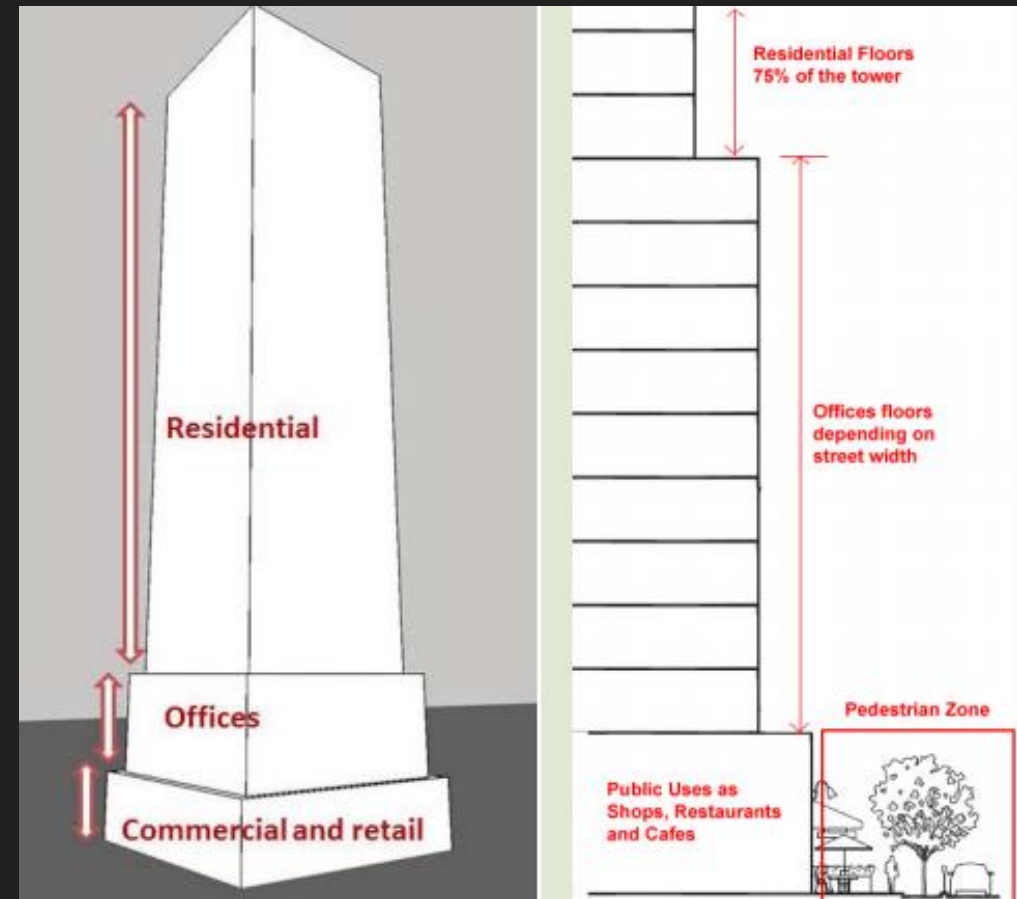 Residential
Offices
Commercial and retail
Residential Floors
75% of the tower
Offices floors
depending on
street width
Pedestrian Zone
Public Uses as
Shops, Restaurants
and Cafes